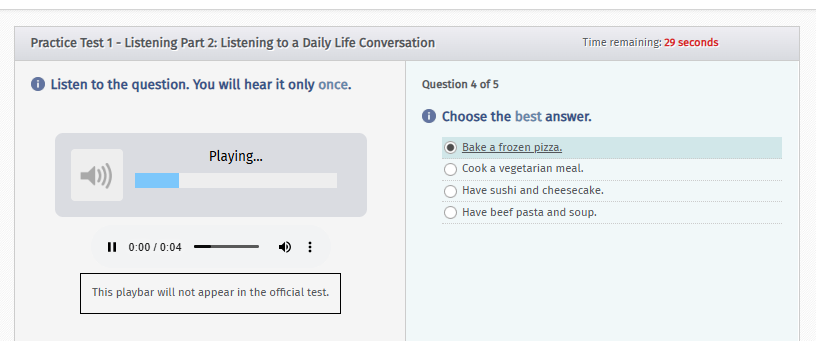 Practice Test 1 - Listening Part 2: Listening to a Daily Life Conversation
Time remaining: 29 seconds
Listen to the question. You will hear it only once.
Playing...
0:00 / 0:04
This playbar will not appear in the official test.
Question 4 of 5
Choose the best answer.
Bake a frozen pizza.
Cook a vegetarian meal.
Have sushi and cheesecake.
Have beef pasta and soup.